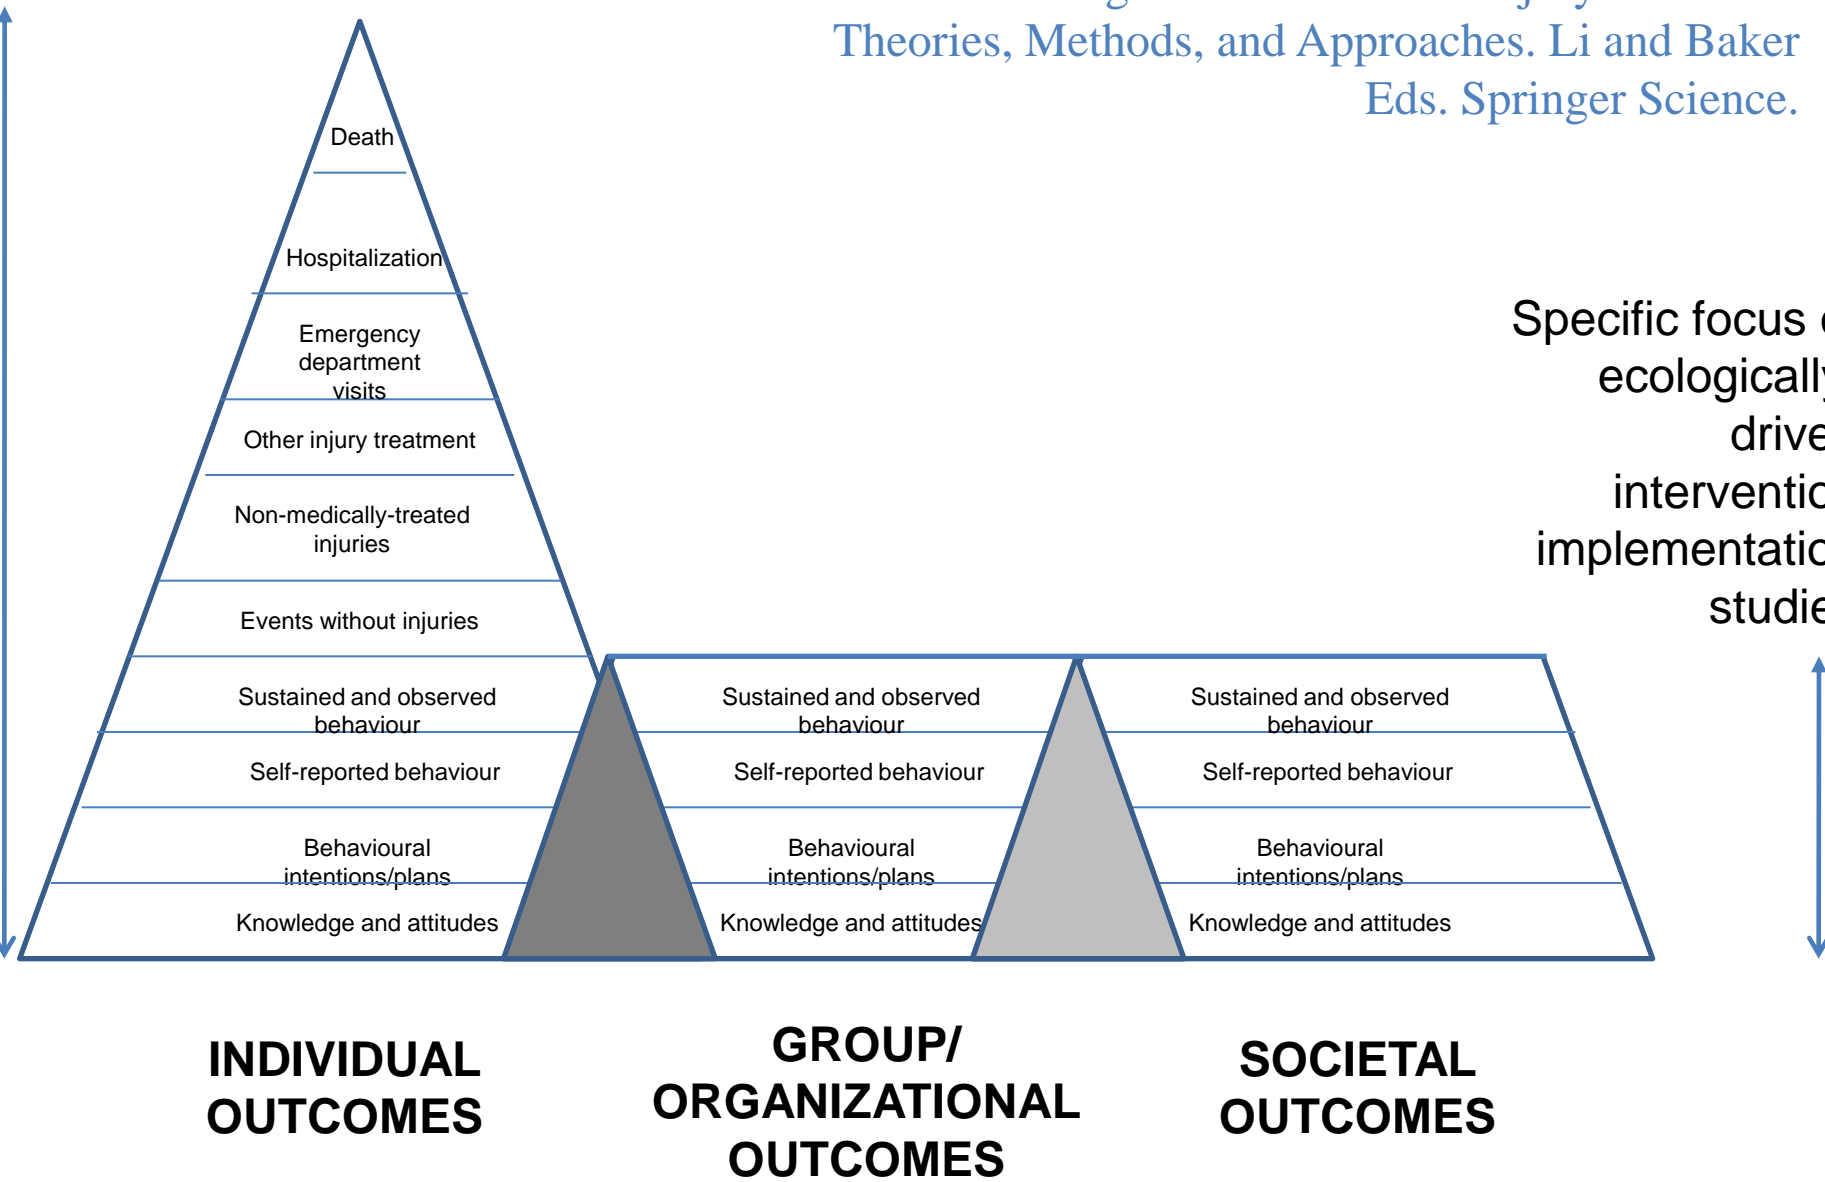 Theories, Methods, and Approaches. Li and Baker
Eds. Springer Science.
Death
Hospitalization
Emergency
department
visits
Other injury treatment
Non-medically-treated
injuries
Events without injuries
Sustained and observed
behaviour
Self-reported behaviour
Behavioural
intentions/plans
Knowledge and attitudes
Sustained and observed
behaviour
Self-reported behaviour
Behavioural
intentions/plans
Knowledge and attitudes
Sustained and observed
behaviour
Self-reported behaviour
Behavioural
intentions/plans
Knowledge and attitudes
Specific focus
ecologically
drive
interventio
implementatio
studie
INDIVIDUAL
OUTCOMES
GROUP/
ORGANIZATIONAL
OUTCOMES
SOCIETAL
OUTCOMES